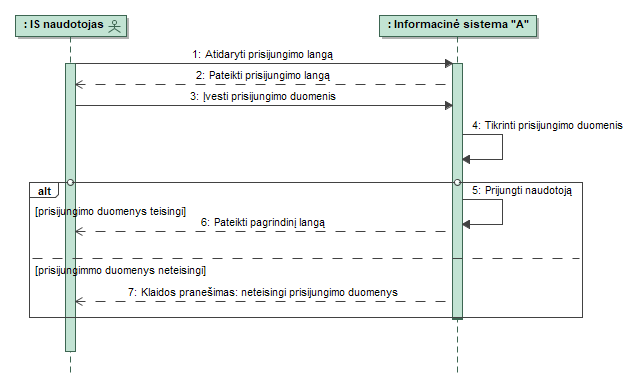 : IS naudotojas
: Informacinė sistema "A"
1: Atidaryti prisijungimo langą
2: Pateikti prisijungimo langą
3: Įvesti prisijungimo duomenis
4: Tikrinti prisijungimo duomenis
alt
5: Prijungti naudotoją
[prisijungimo duomenys teisingi]
6: Pateikti pagrindinį langą
[prisijungimmo duomenys neteisingi]
7: Klaidos pranešimas: neteisingi prisijungimo duomenys